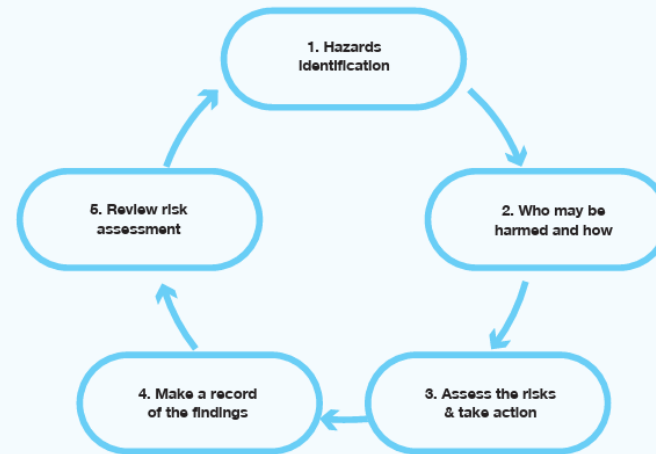 1. Hazards
identification
2. Who may be
harmed and how
3. Assess the risks
& take action
4. Make a record
of the findings
5. Review risk
assessment